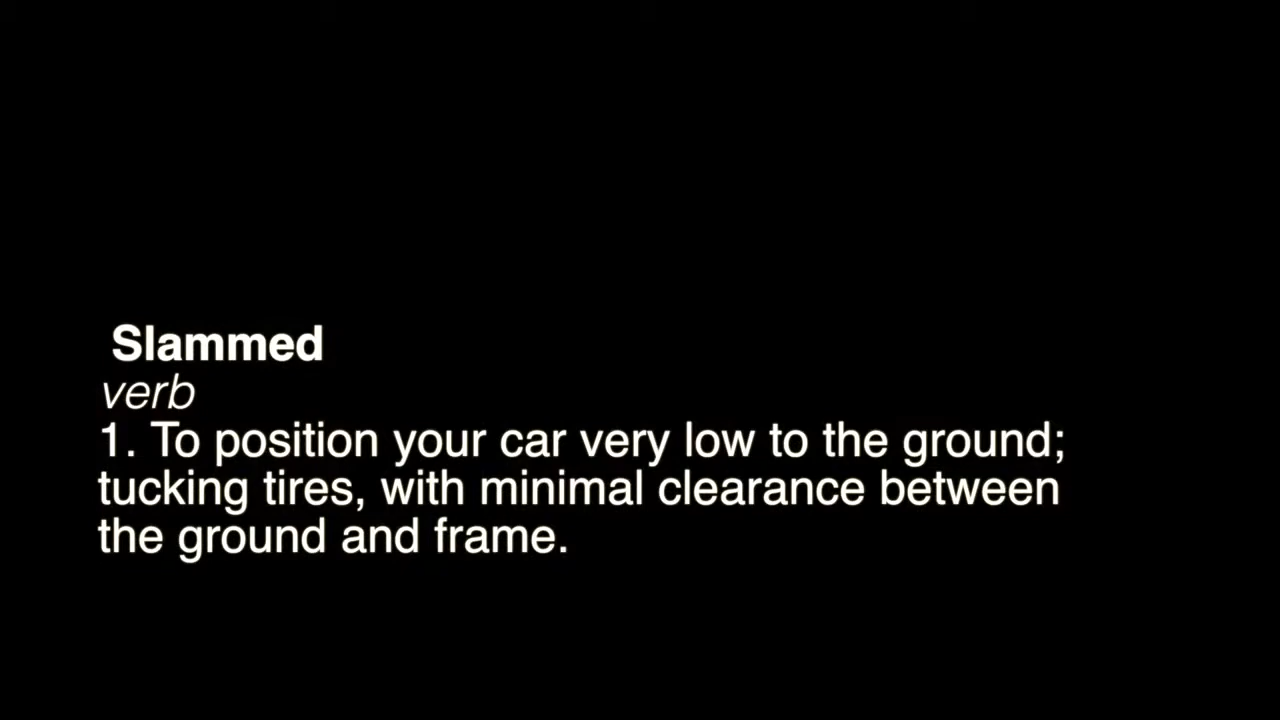 Slammed
verb
1. To position your car very low to the ground;
tucking tires, with minimal clearance between
the ground and frame.